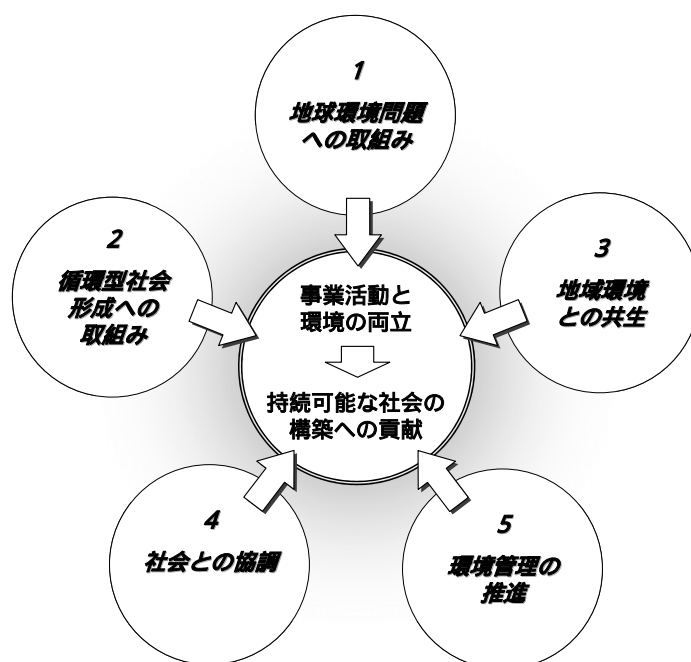 1
地球環境問題
への取組み
2
循環型社会
形成への
取組み
3
地域環境
との共生
事業活動と
環境の両立
持続可能な社会の
構築への貢献
4
社会との協調
5
環境管理の
推進